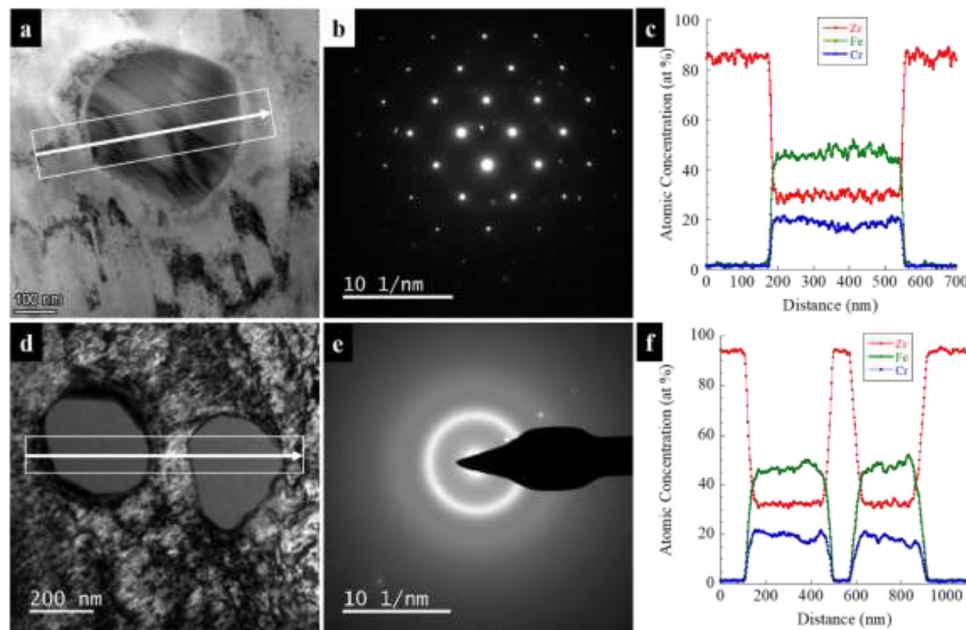 a
100 nm
b
10 1/nm
c
Atomic Concentration (at %)
100
80
60
40
20
0
Zr
Fe
Cr
0 100 200 300 400 500 600 700
Distance (nm)
d
200 nm
e
10 1/nm
f
Atomic Concentration (at %)
100
80
60
40
20
0
Zr
Fe
Cr
0 200 400 600 800 1000
Distance (nm)